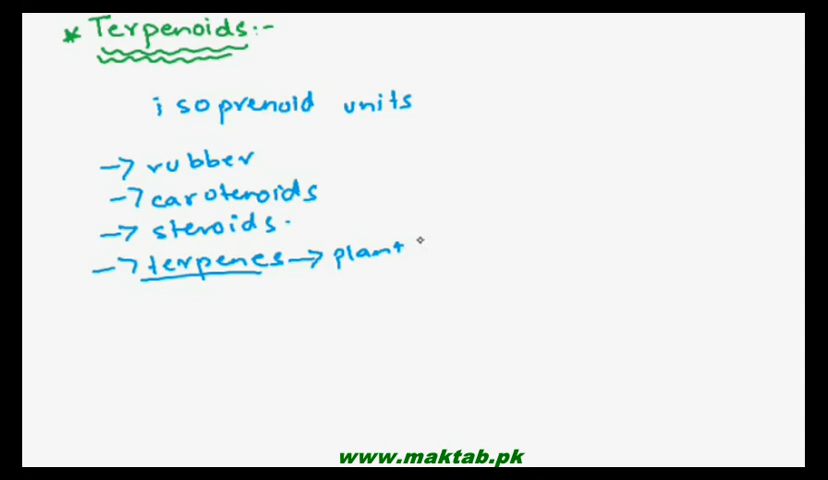 * Terpenoids:-
isoprenoid units
→ rubber
→ carotenoids
→ steroids.
→ terpenes → plant
www.maktab.pk